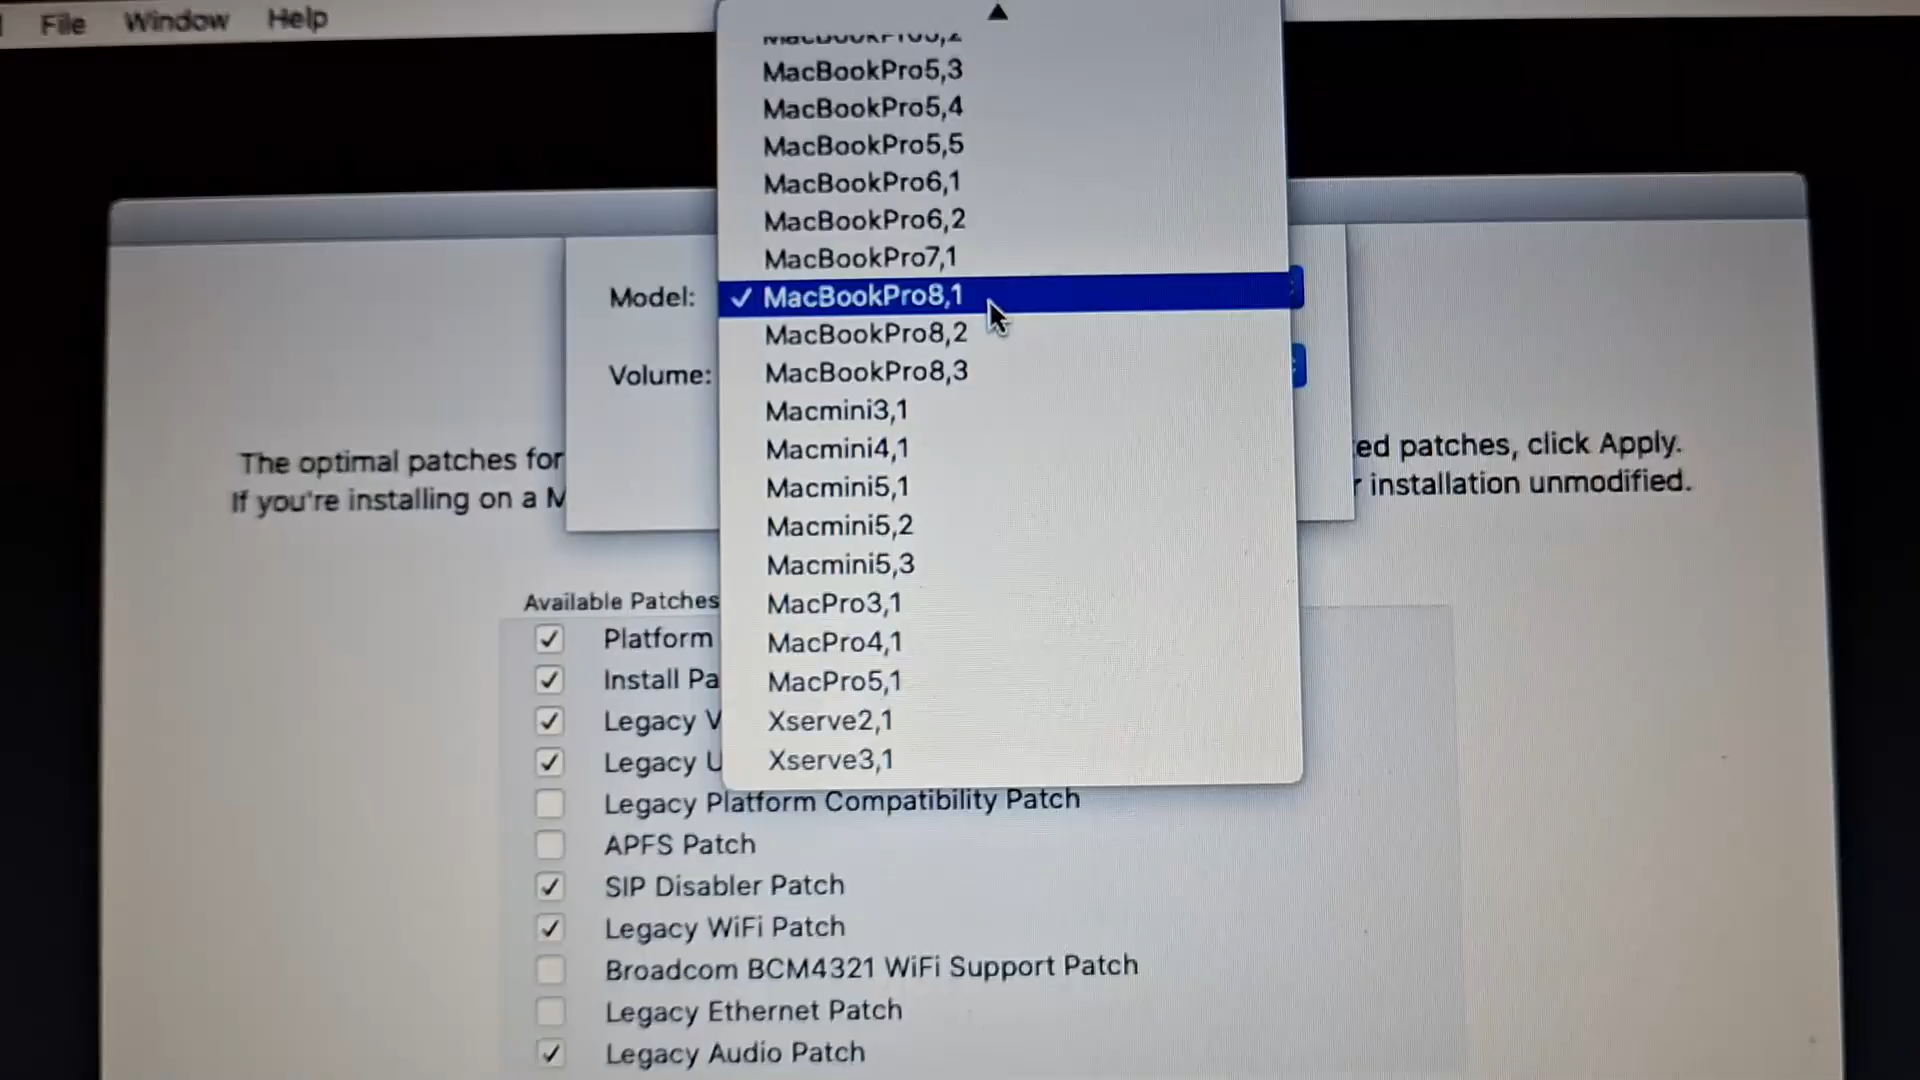 File Window Help
MacBookPro5,3
MacBookPro5,4
MacBookPro5,5
MacBookPro6,1
MacBookPro6,2
MacBookPro7,1
Model: ✓ MacBookPro8,1
MacBookPro8,2
Volume: MacBookPro8,3
Macmini3,1
Macmini4,1
Macmini5,1
Macmini5,2
Macmini5,3
MacPro3,1
MacPro4,1
MacPro5,1
Xserve2,1
Xserve3,1
The optimal patches for ed patches, click Apply.
If you're installing on a M r installation unmodified.
Available Patches
Platform
Install Pa
Legacy V
Legacy U
Legacy Platform Compatibility Patch
APFS Patch
SIP Disabler Patch
Legacy WiFi Patch
Broadcom BCM4321 WiFi Support Patch
Legacy Ethernet Patch
Legacy Audio Patch